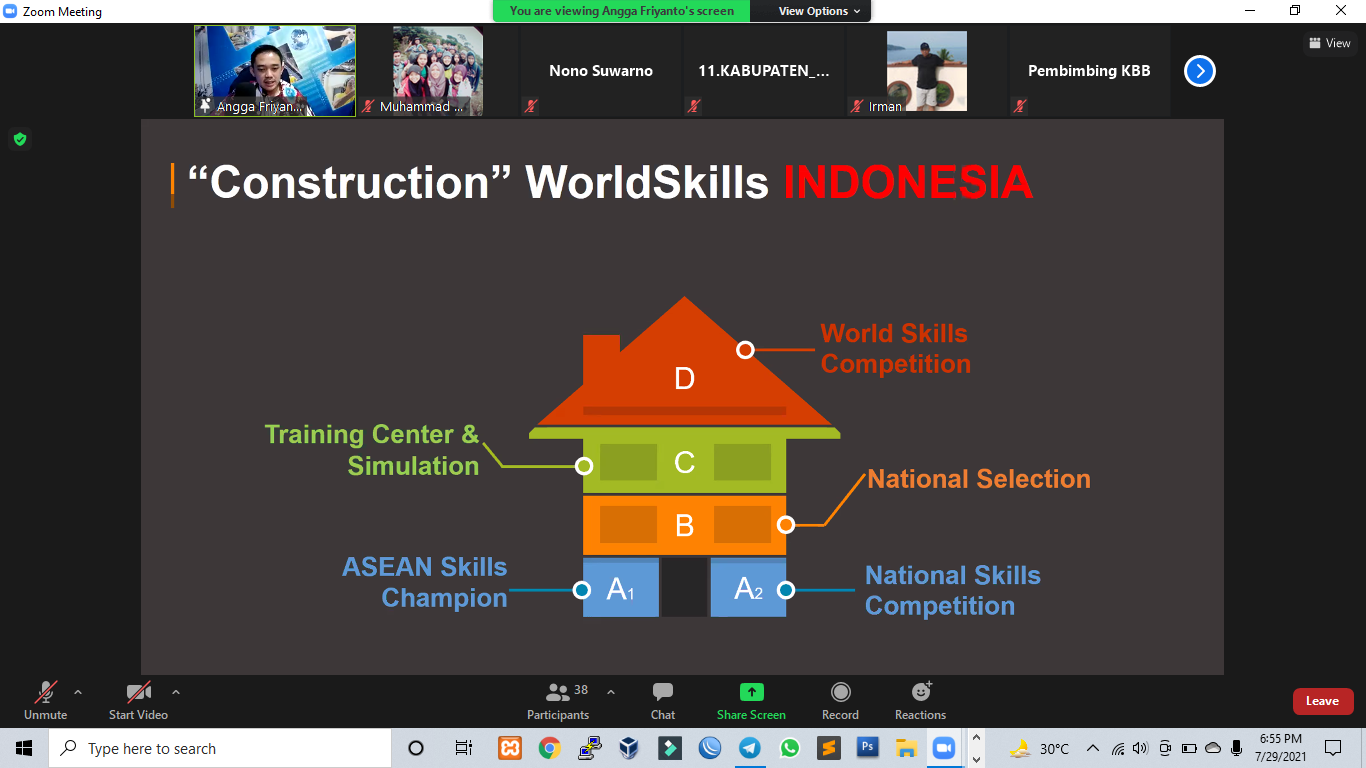 Zoom Meeting
You are viewing Angga Friyanto's screen
View Options
View
Nono Suwarno
11.KABUPATEN_...
Pembimbing KBB
Angga Friyan...
Muhammad ...
Irman
“Construction” WorldSkills INDONESIA
World Skills
Competition
D
Training Center &
Simulation
C
National Selection
B
ASEAN Skills
Champion
A1
A2
National Skills
Competition
Unmute
Start Video
38
Participants
Chat
Share Screen
Record
Reactions
Leave
Type here to search
Ps
30°C
6:55 PM
7/29/2021